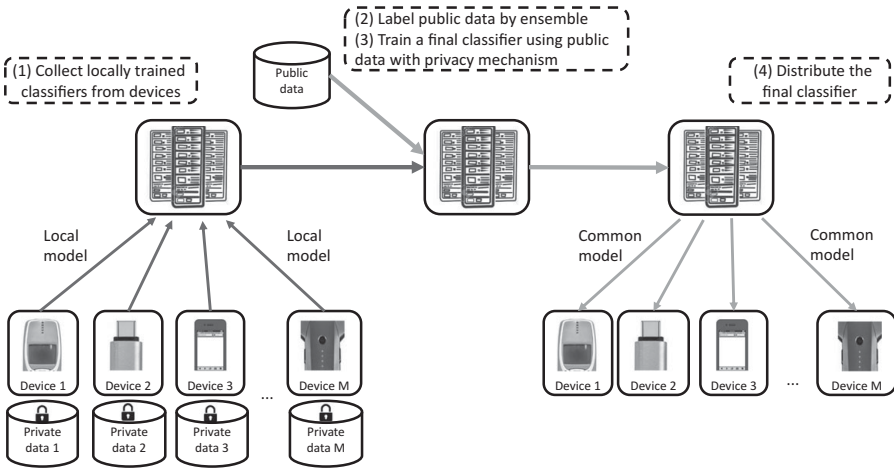 (1) Collect locally trained
classifiers from devices
Public
data
(2) Label public data by ensemble
(3) Train a final classifier using public
data with privacy mechanism
(4) Distribute the
final classifier
Local
model
Local
model
Common
model
Common
model
Device 1
Device 2
Device 3
...
Device M
Private
data 1
Private
data 2
Private
data 3
Private
data M
Device 1
Device 2
Device 3
...
Device M